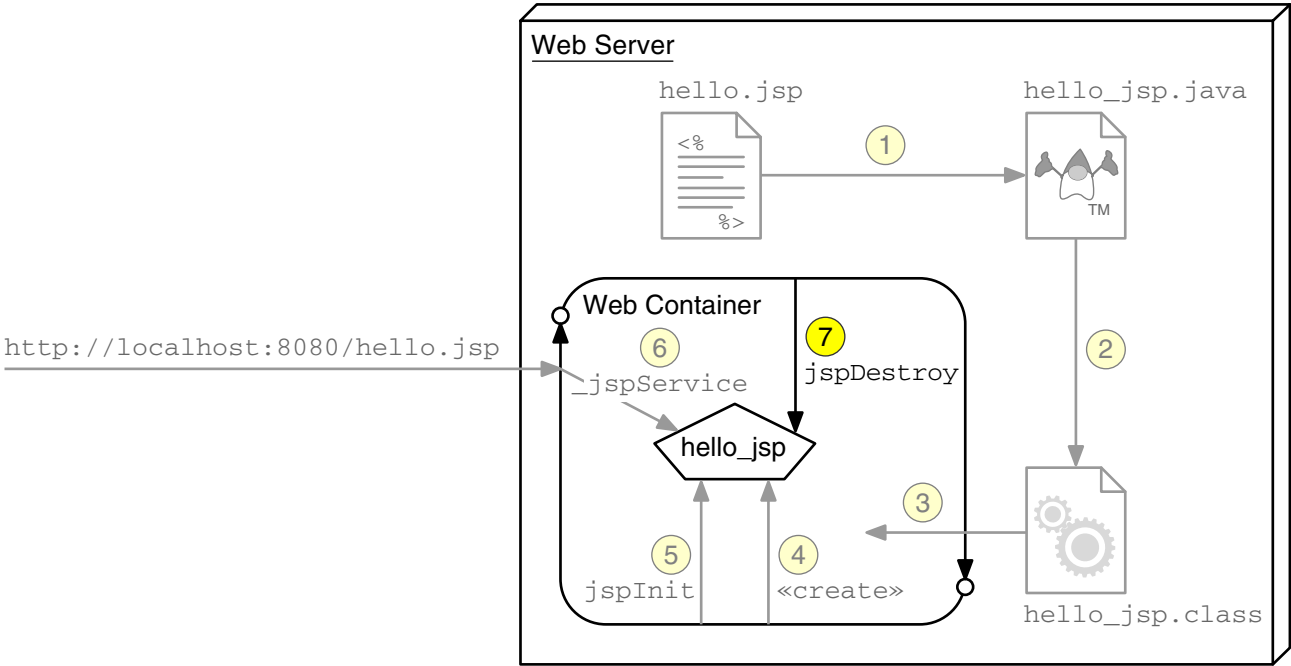 Web Server
hello.jsp
hello_jsp.java
<%
%>
1
TM
Web Container
7
jspDestroy
2
http://localhost:8080/hello.jsp
6
_jspService
hello_jsp
3
5
jspInit
4
«create»
hello_jsp.class